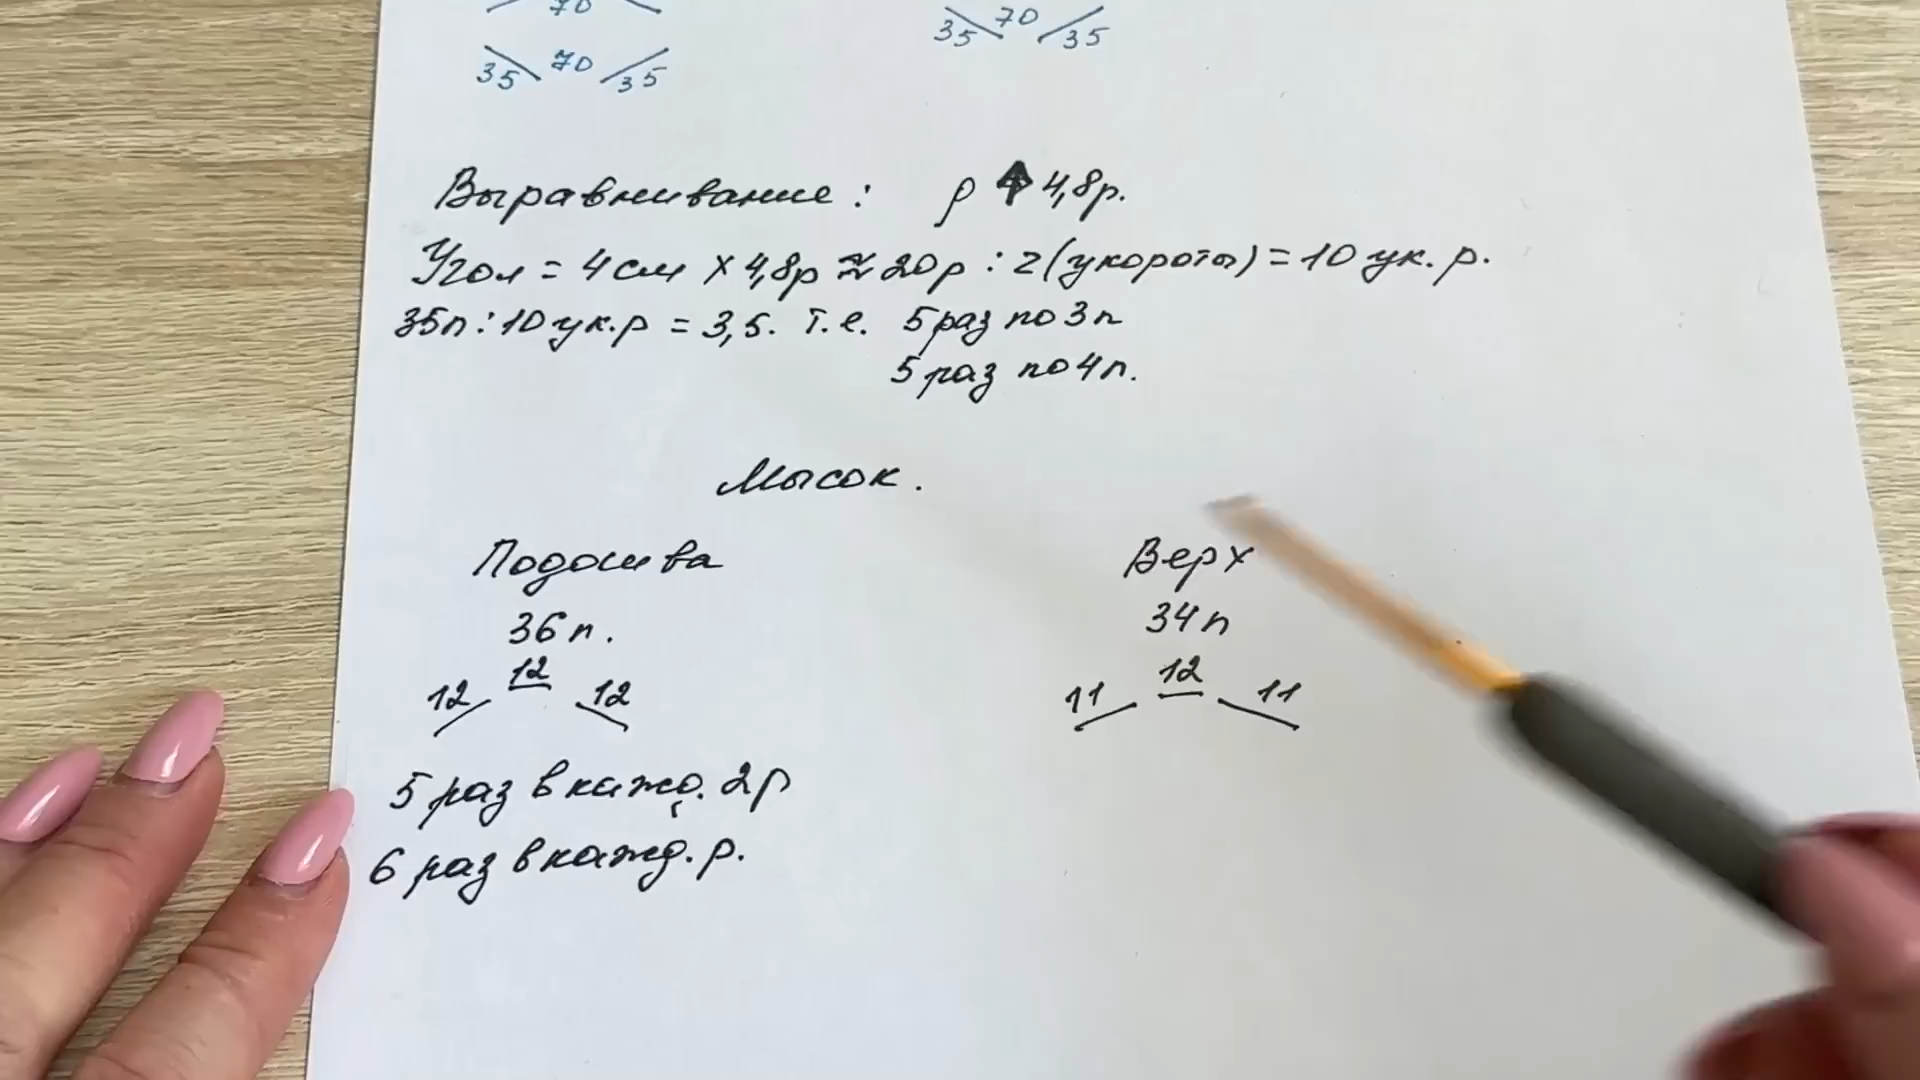 70
35 70 35
35 70 35
Выравнивание: р ↑ 4,8р.
Угол = 4см х 4,8р ≈ 20р : 2(укороты) = 10 ук. р.
35п : 10 ук.р = 3,5. т.е. 5 раз по 3п
5 раз по 4п.
Мысок.
Подошва
36п.
12 12 12
5 раз в кажд. 2р
6 раз в кажд. р.
Верх
34п
11 12 11